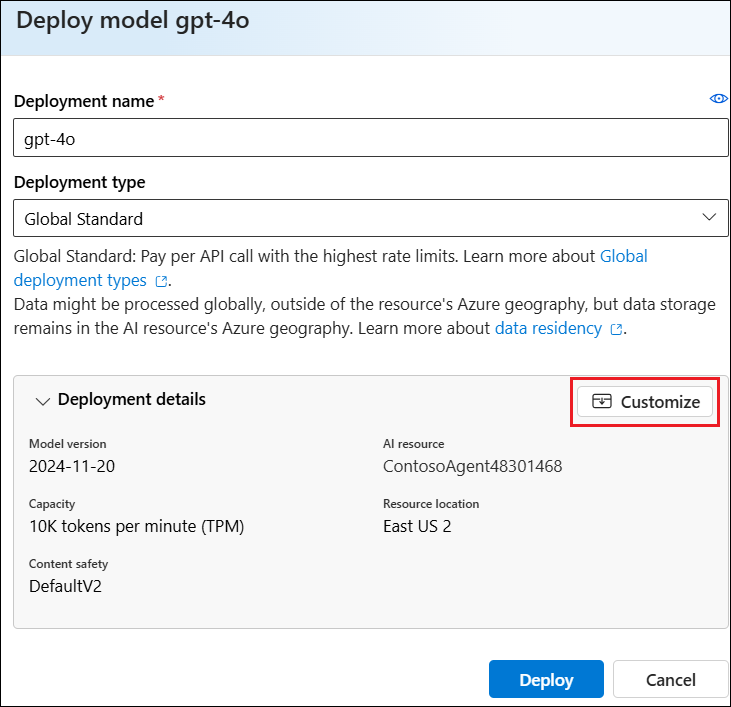 Deploy model gpt-4o
Deployment name *
gpt-4o
Deployment type
Global Standard
Global Standard: Pay per API call with the highest rate limits. Learn more about Global
deployment types.
Data might be processed globally, outside of the resource's Azure geography, but data storage
remains in the AI resource's Azure geography. Learn more about data residency.
Deployment details
Customize
Model version
2024-11-20
AI resource
ContosoAgent48301468
Capacity
10K tokens per minute (TPM)
Resource location
East US 2
Content safety
DefaultV2
Deploy
Cancel